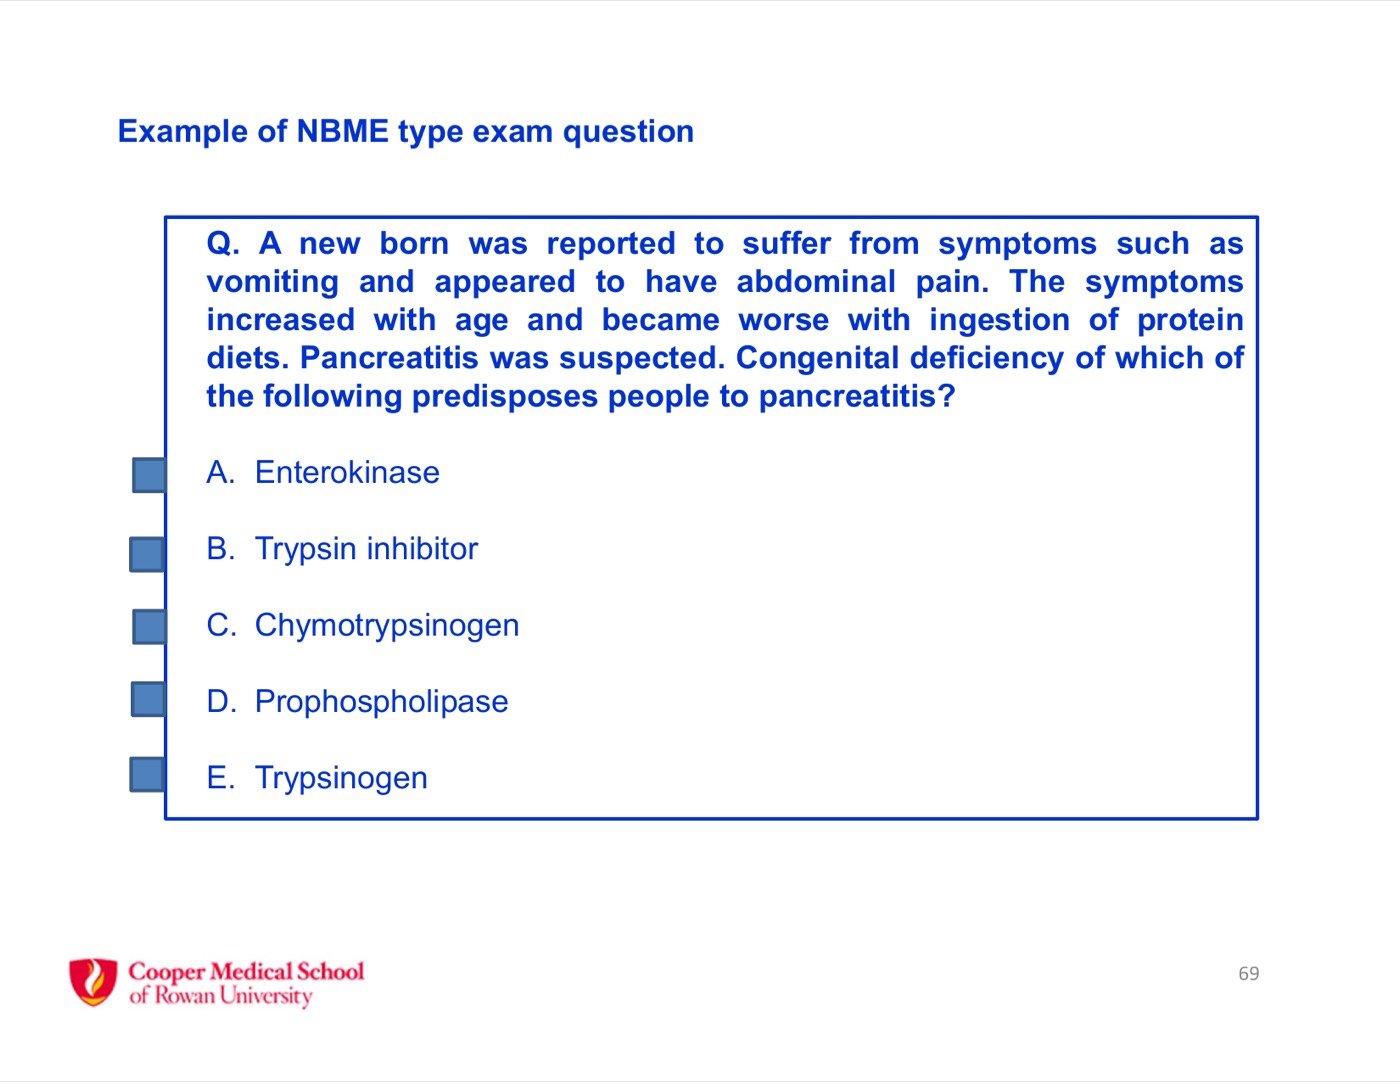 Example of NBME type exam question
Q. A new born was reported to suffer from symptoms such as
vomiting and appeared to have abdominal pain. The symptoms
increased with age and became worse with ingestion of protein
diets. Pancreatitis was suspected. Congenital deficiency of which of
the following predisposes people to pancreatitis?
A. Enterokinase
B. Trypsin inhibitor
C. Chymotrypsinogen
D. Prophospholipase
E. Trypsinogen
Cooper Medical School
of Rowan University
69